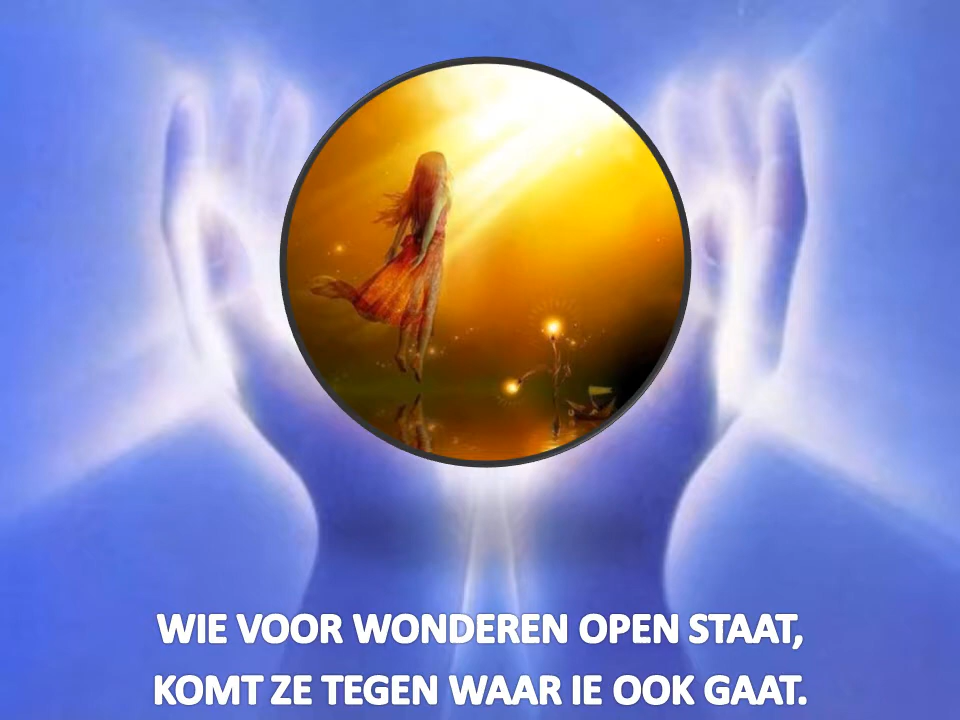 WIE VOOR WONDEREN OPEN STAAT,
KOMT ZE TEGEN WAAR IE OOK GAAT.